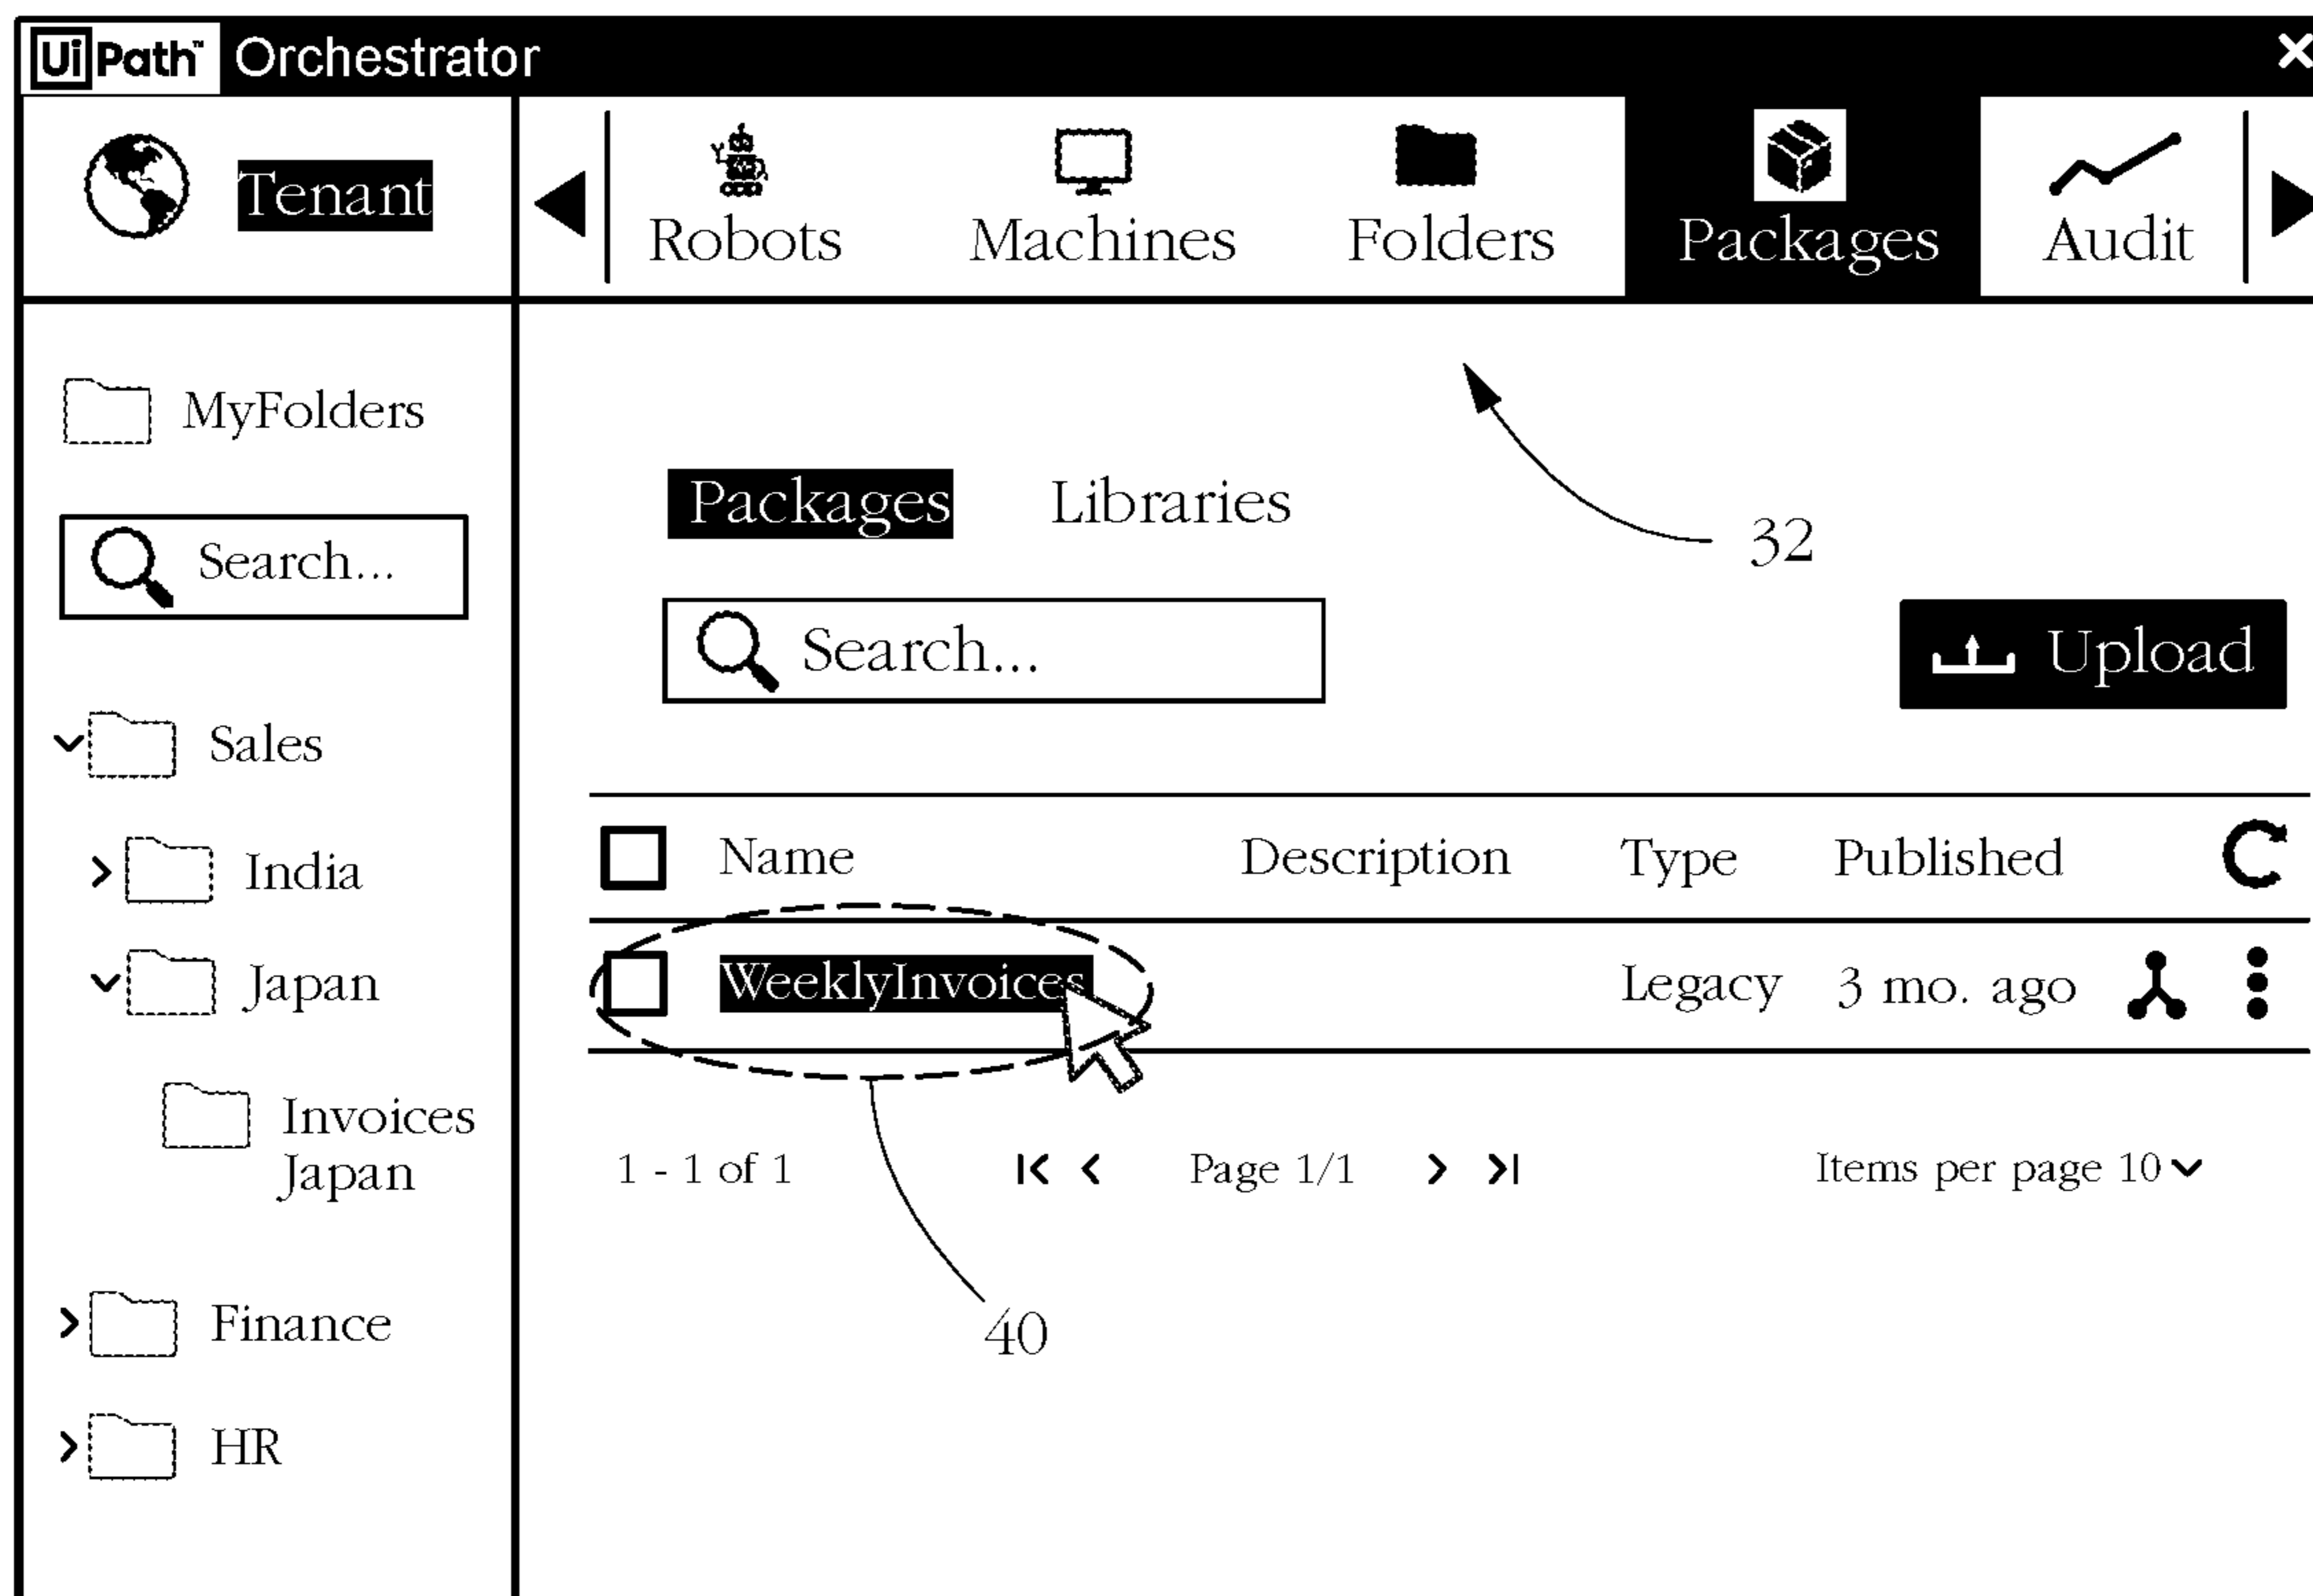 UiPath™ Orchestrator
Tenant
Robots Machines Folders Packages Audit
MyFolders
Search...
Sales
India
Japan
Invoices
Japan
Finance
HR
Packages Libraries
32
Search...
Upload
Name Description Type Published
WeeklyInvoices Legacy 3 mo. ago
1 - 1 of 1 Page 1/1 Items per page 10
40